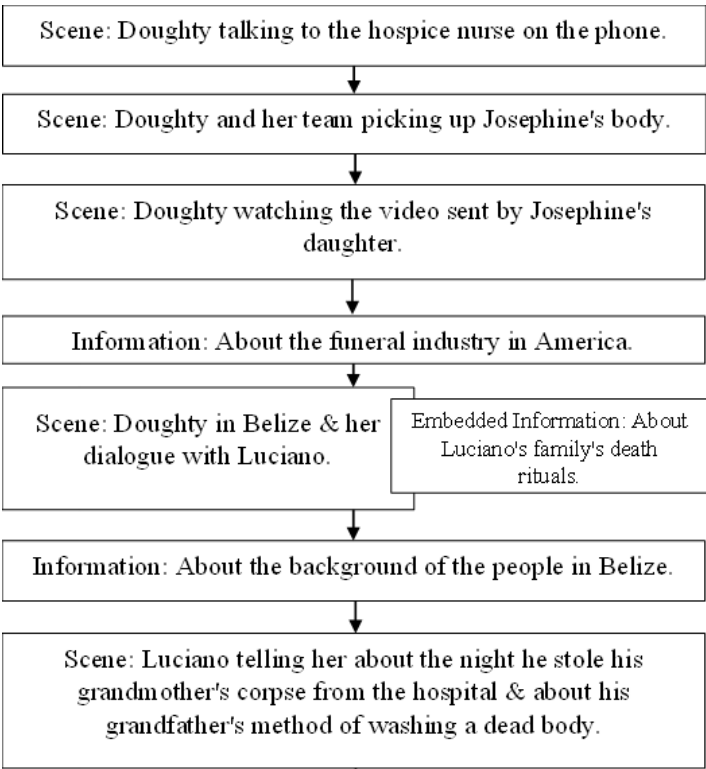 Scene: Doughty talking to the hospice nurse on the phone.
Scene: Doughty and her team picking up Josephine's body.
Scene: Doughty watching the video sent by Josephine's
daughter.
Information: About the funeral industry in America.
Scene: Doughty in Belize & her
dialogue with Luciano.
Embedded Information: About
Luciano's family's death
rituals.
Information: About the background of the people in Belize.
Scene: Luciano telling her about the night he stole his
grandmother's corpse from the hospital & about his
grandfather's method of washing a dead body.